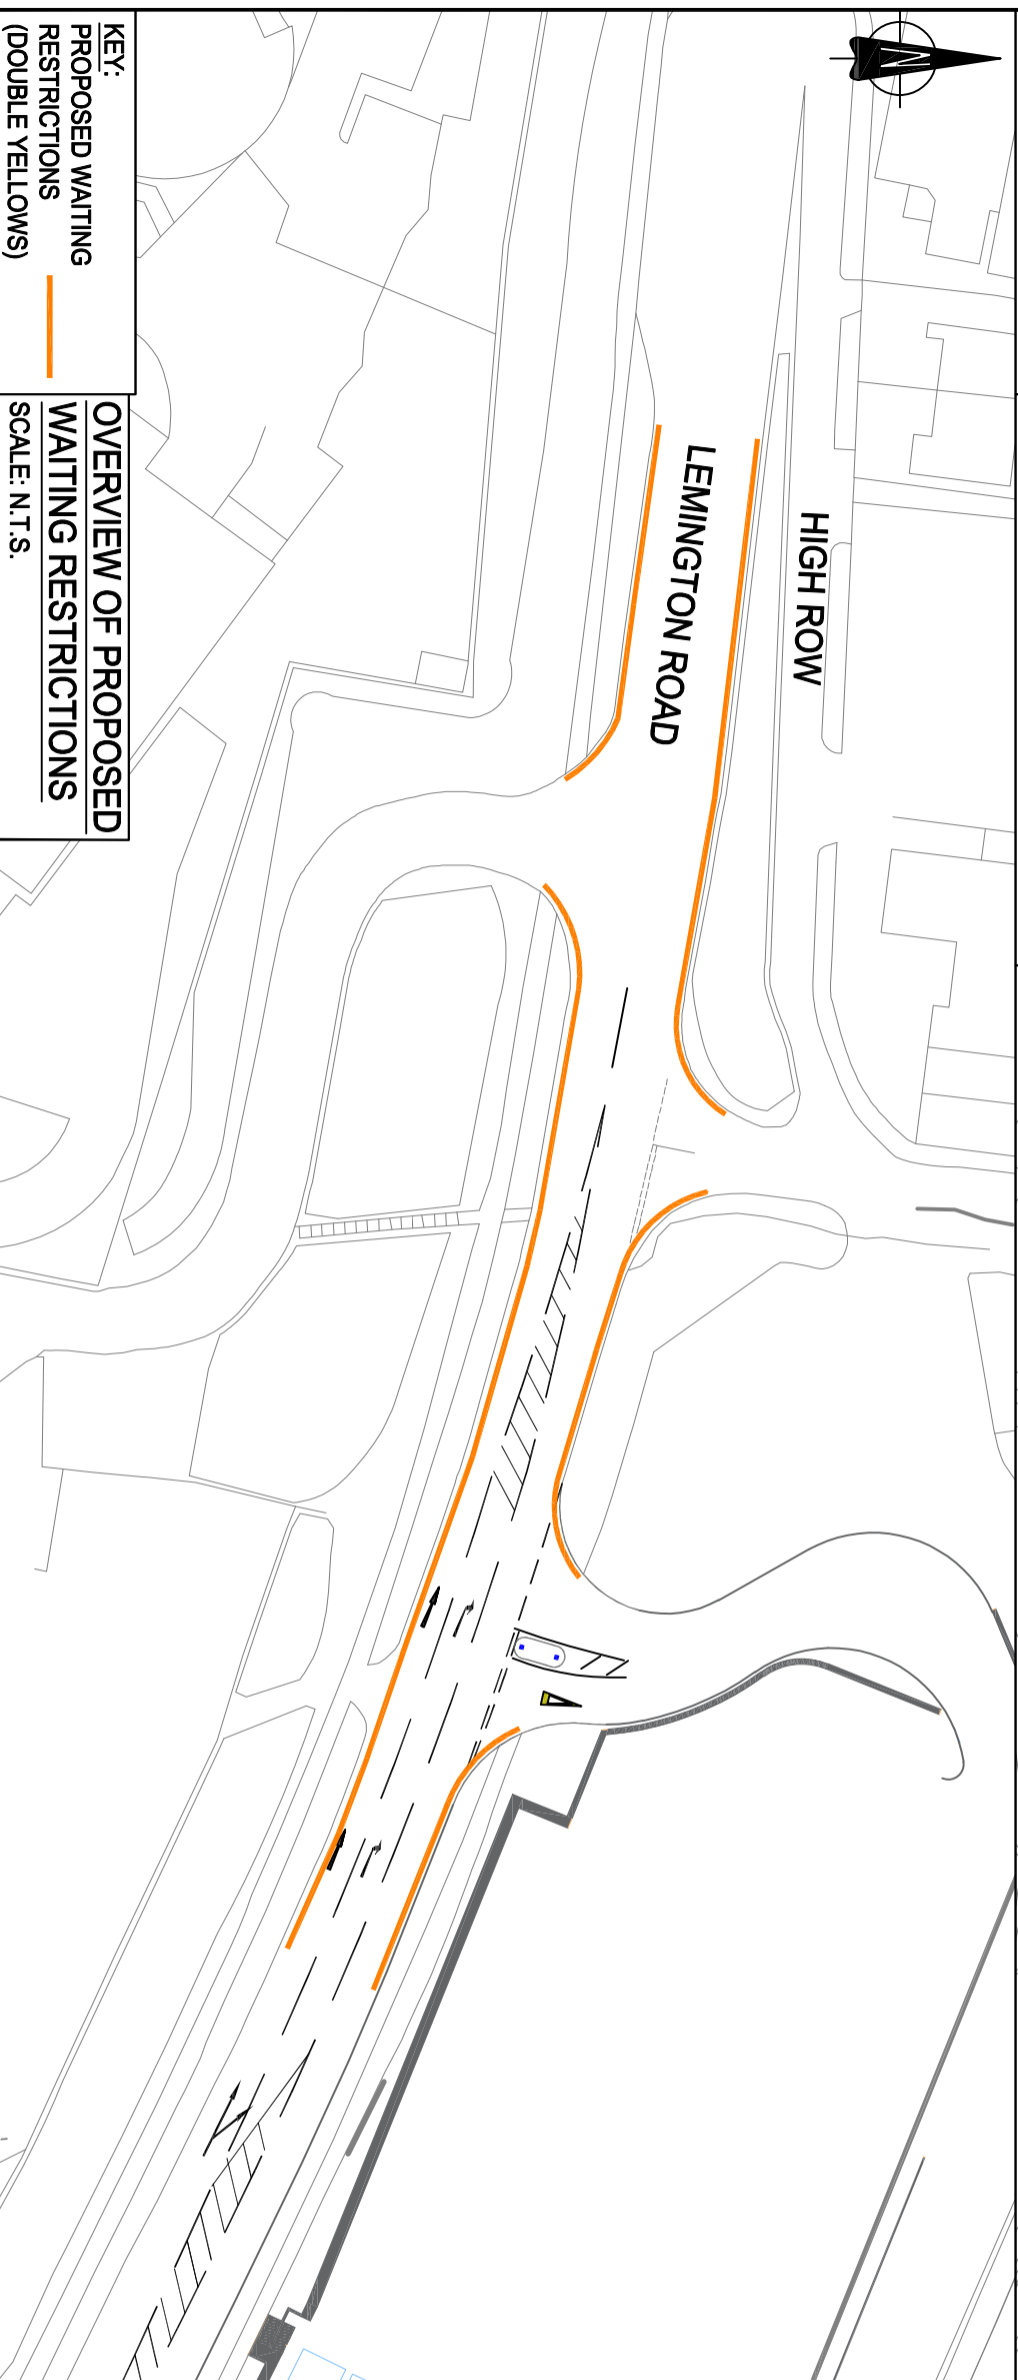 N
HIGH ROW
LEMINGTON ROAD
KEY:
PROPOSED WAITING
RESTRICTIONS
(DOUBLE YELLOWS)
OVERVIEW OF PROPOSED
WAITING RESTRICTIONS
SCALE: N.T.S.